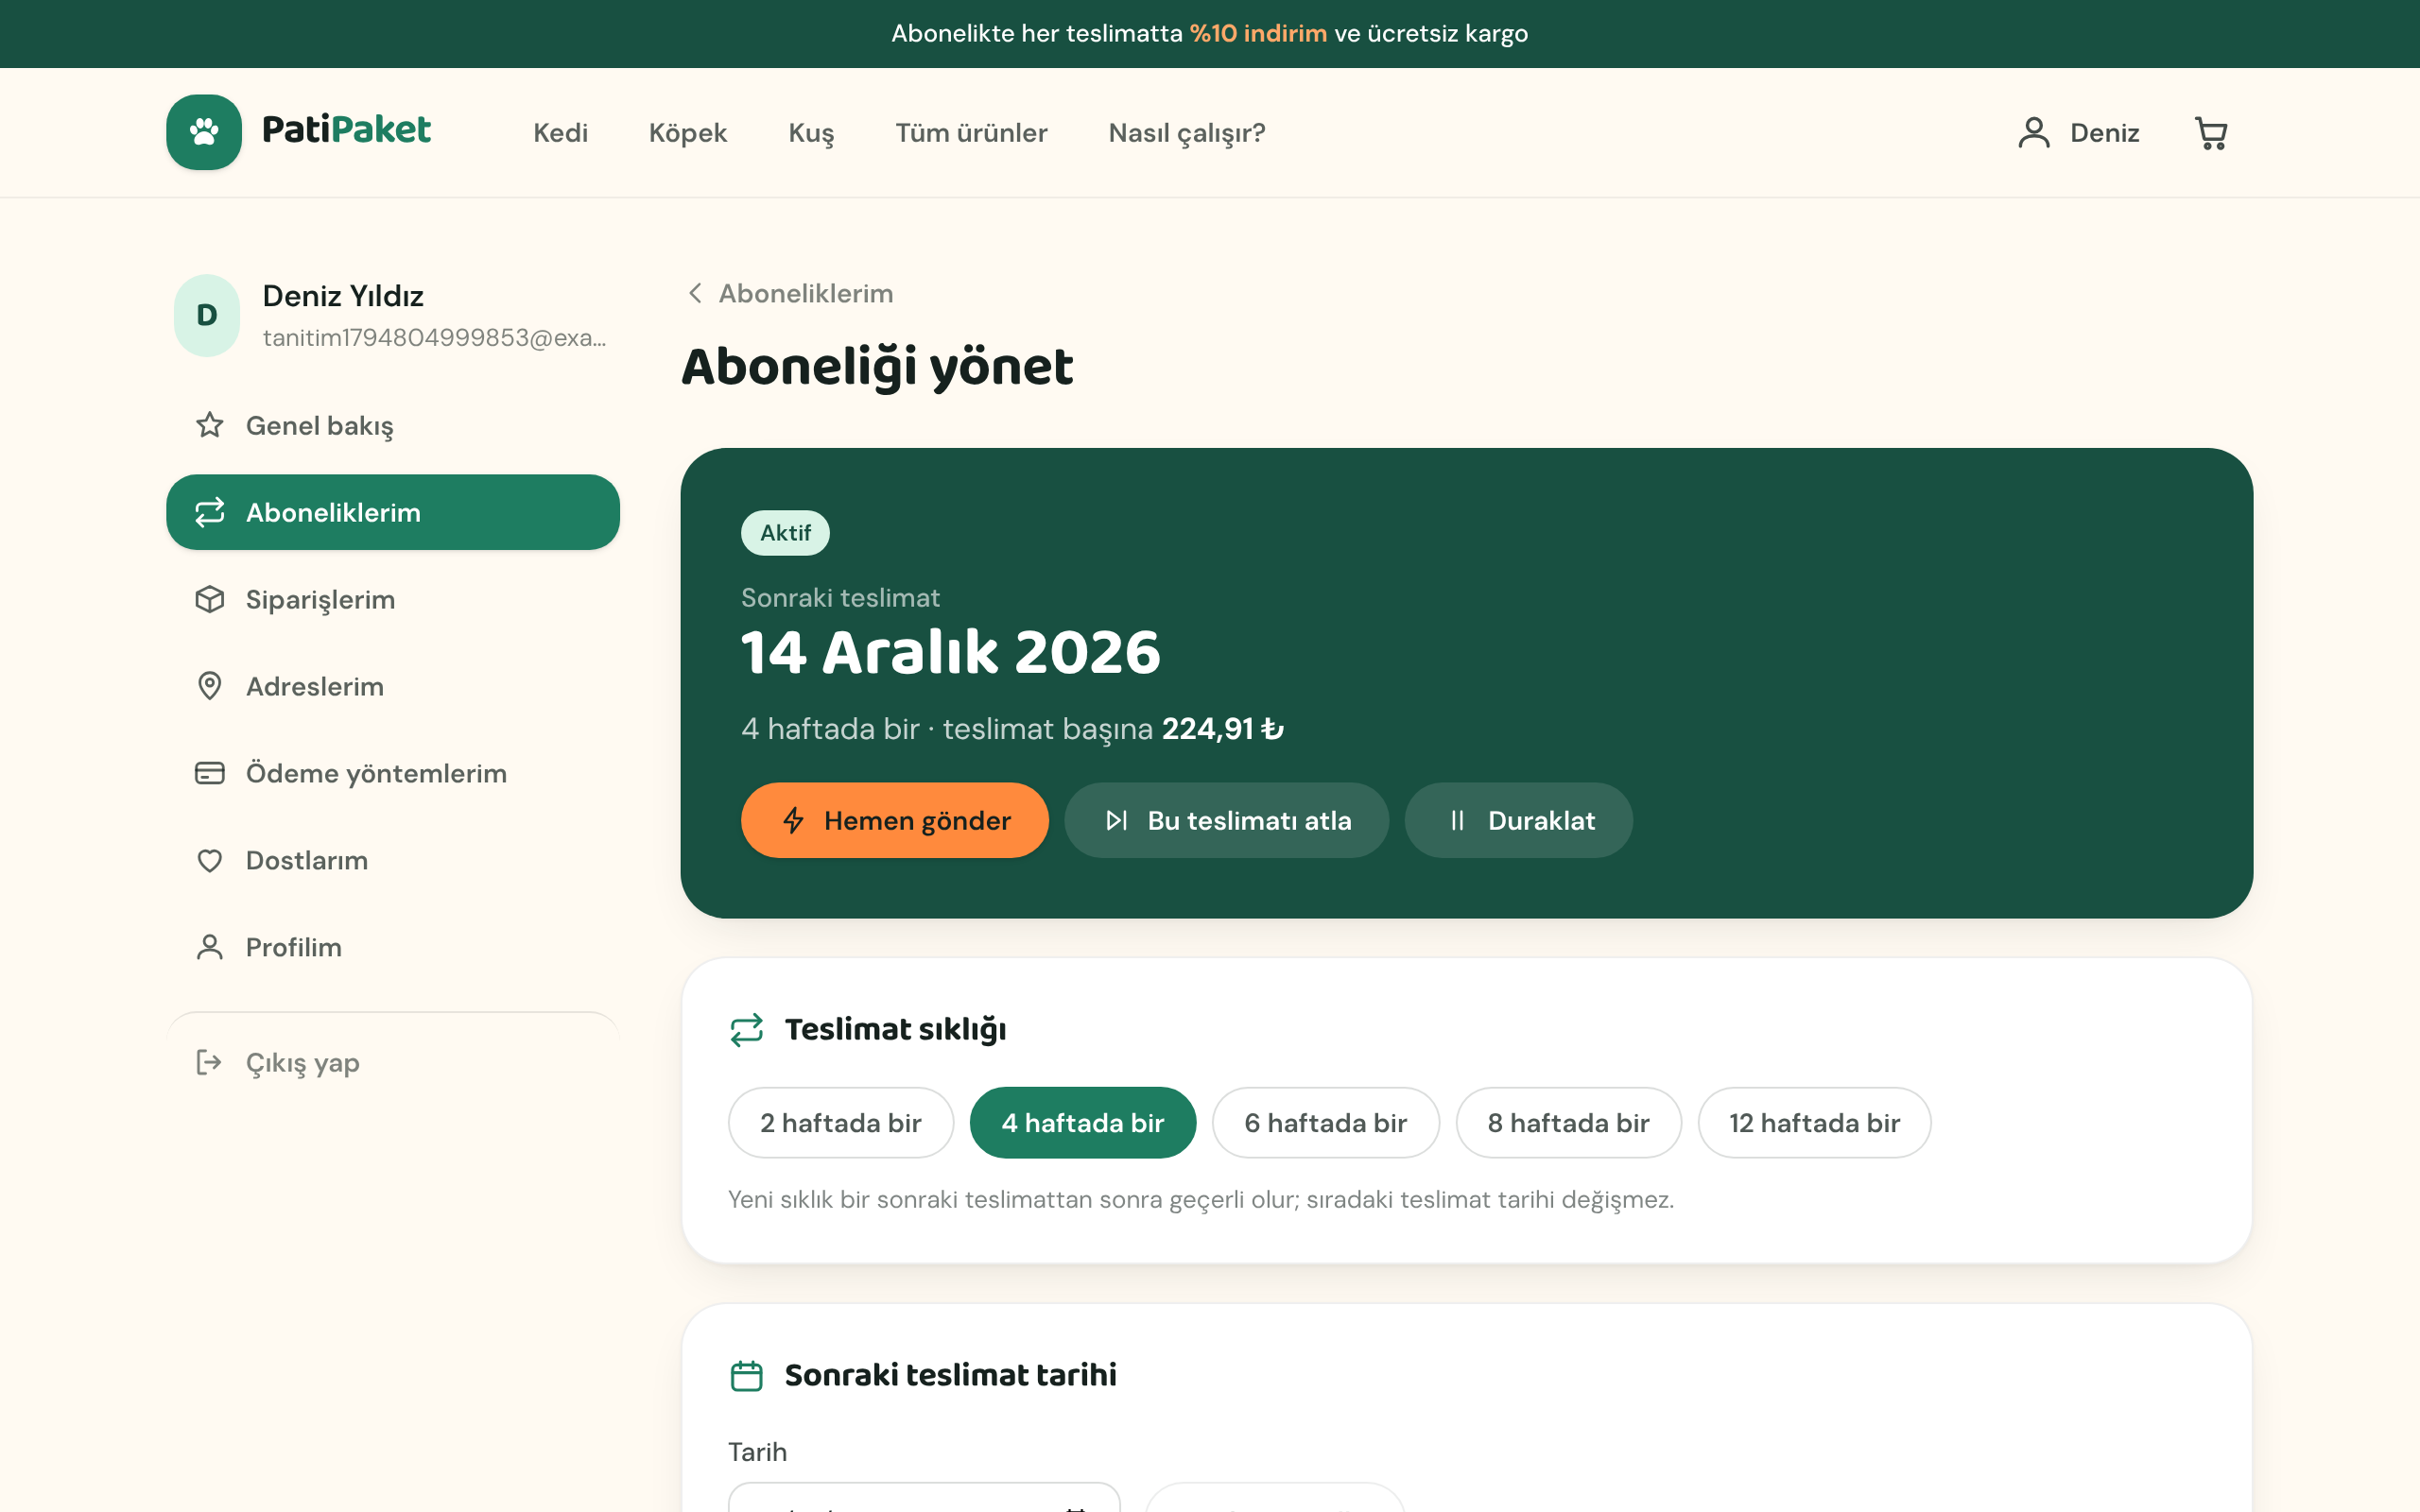 Abonelikte her teslimatta %10 indirim ve ücretsiz kargo
PatiPaket
Kedi
Köpek
Kuş
Tüm ürünler
Nasıl çalışır?
Deniz
D
Deniz Yıldız
tanitim1794804999853@exa...
Genel bakış
Aboneliklerim
Siparişlerim
Adreslerim
Ödeme yöntemlerim
Dostlarım
Profilim
Çıkış yap
Aboneliklerim
Aboneliği yönet
Aktif
Sonraki teslimat
14 Aralık 2026
4 haftada bir · teslimat başına 224,91 ₺
Hemen gönder
Bu teslimatı atla
Duraklat
Teslimat sıklığı
2 haftada bir
4 haftada bir
6 haftada bir
8 haftada bir
12 haftada bir
Yeni sıklık bir sonraki teslimattan sonra geçerli olur; sıradaki teslimat tarihi değişmez.
Sonraki teslimat tarihi
Tarih